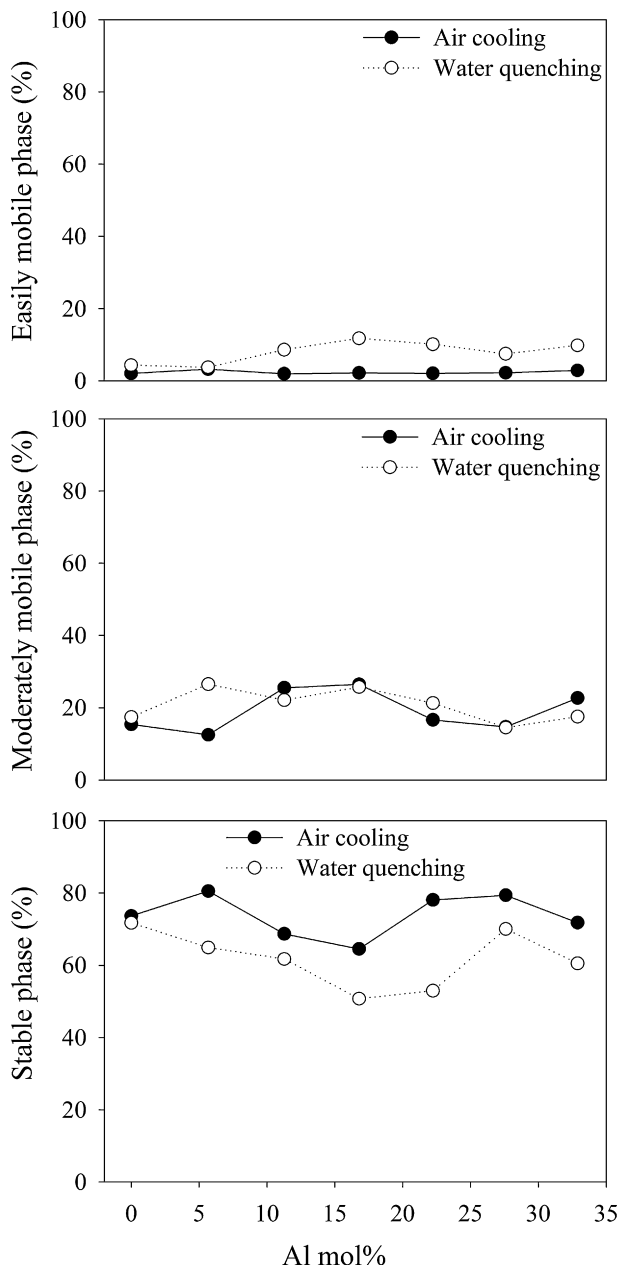 Easily mobile phase (%)
100
80
60
40
20
0
Air cooling
Water quenching
Moderately mobile phase (%)
100
80
60
40
20
0
Air cooling
Water quenching
Stable phase (%)
100
80
60
40
20
0
Air cooling
Water quenching
0 5 10 15 20 25 30 35
Al mol%